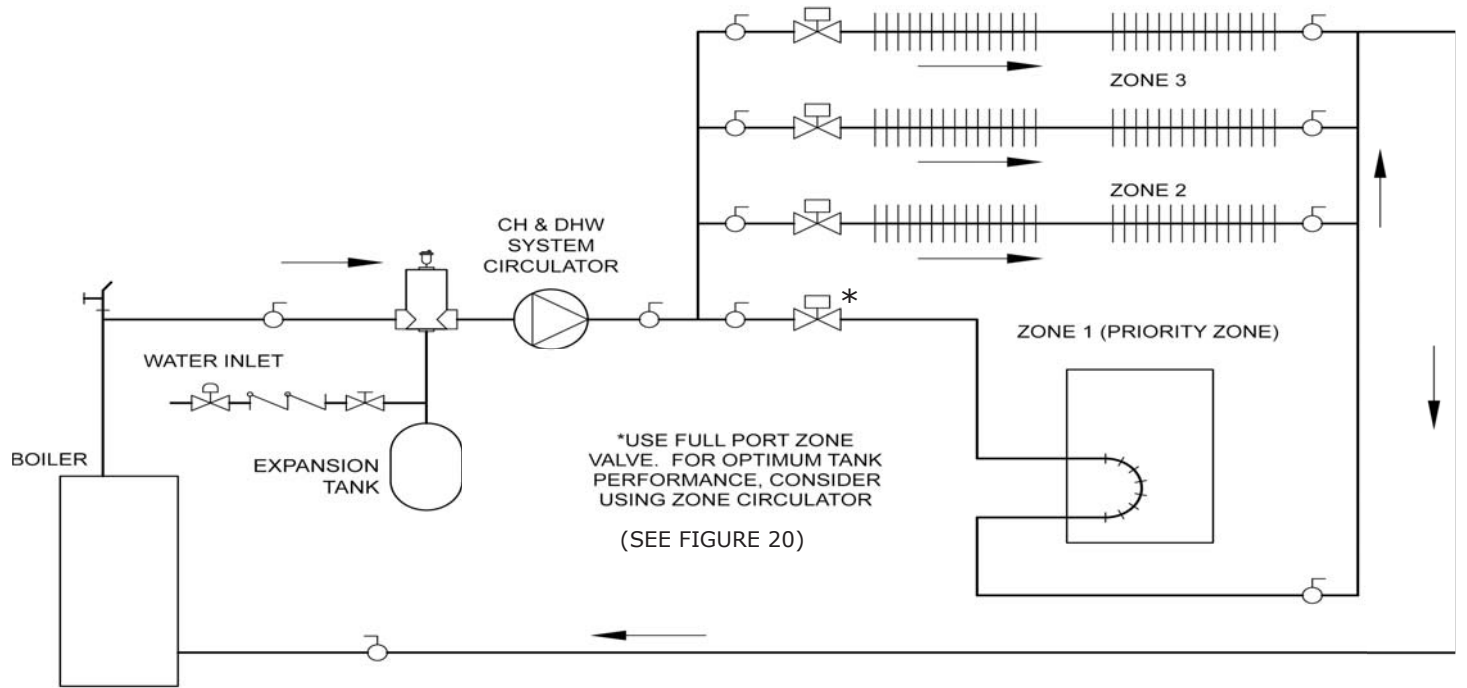 ZONE 3
ZONE 2
CH & DHW
SYSTEM
CIRCULATOR
*
ZONE 1 (PRIORITY ZONE)
WATER INLET
BOILER
EXPANSION
TANK
*USE FULL PORT ZONE
VALVE. FOR OPTIMUM TANK
PERFORMANCE, CONSIDER
USING ZONE CIRCULATOR
(SEE FIGURE 20)